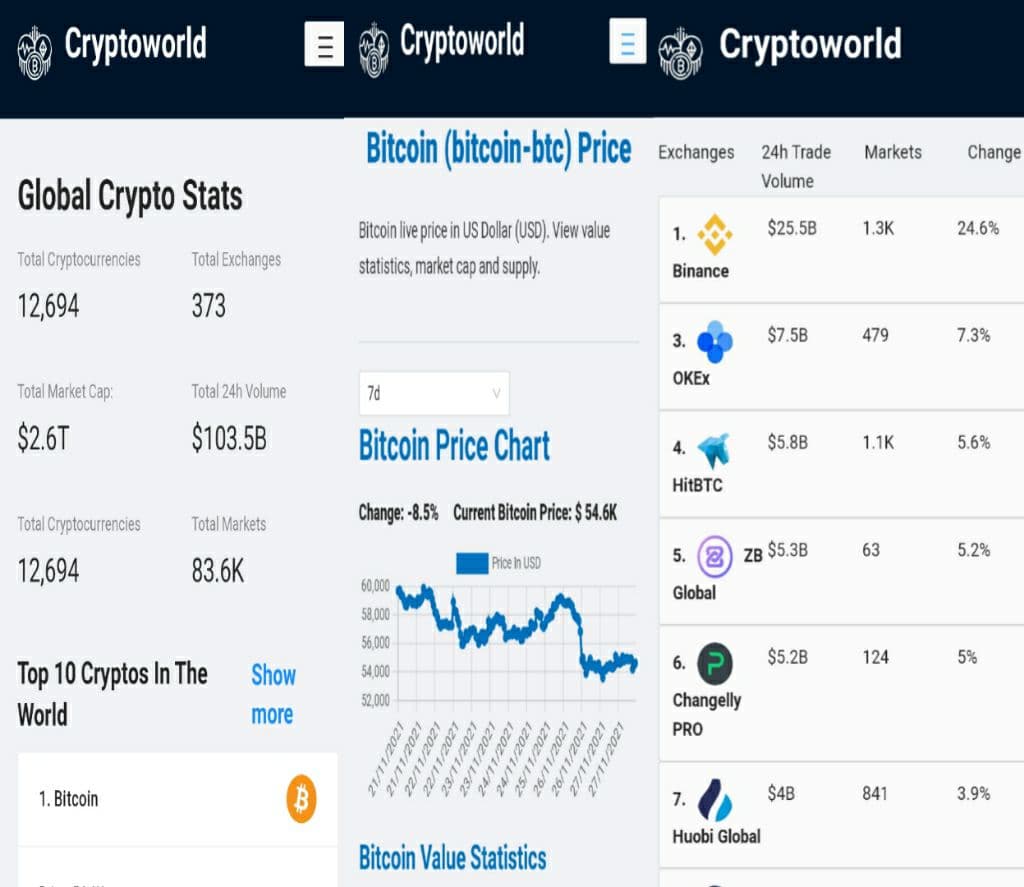 Cryptoworld
Global Crypto Stats
Total Cryptocurrencies Total Exchanges
12,694 373
Total Market Cap: Total 24h Volume
$2.6T $103.5B
Total Cryptocurrencies Total Markets
12,694 83.6K
Top 10 Cryptos In The Show
World more
1. Bitcoin
Cryptoworld
Bitcoin (bitcoin-btc) Price
Bitcoin live price in US Dollar (USD). View value
statistics, market cap and supply.
7d
Bitcoin Price Chart
Change: -8.5% Current Bitcoin Price: $ 54.6K
Price In USD
60,000
58,000
56,000
54,000
52,000
21/11/2021
21/11/2021
22/11/2021
22/11/2021
23/11/2021
23/11/2021
24/11/2021
24/11/2021
25/11/2021
26/11/2021
26/11/2021
27/11/2021
27/11/2021
Bitcoin Value Statistics
Cryptoworld
Exchanges 24h Trade Markets Change
Volume
1. $25.5B 1.3K 24.6%
Binance
3. $7.5B 479 7.3%
OKEx
4. $5.8B 1.1K 5.6%
HitBTC
5. ZB $5.3B 63 5.2%
Global
6. $5.2B 124 5%
Changelly
PRO
7. $4B 841 3.9%
Huobi Global